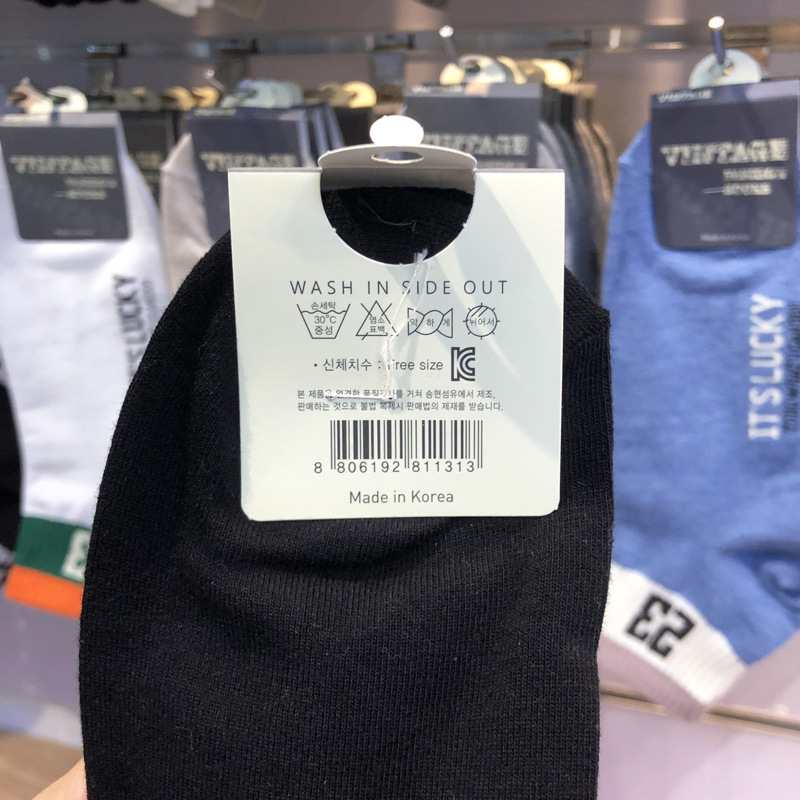 WASH IN SIDE OUT
손세탁
30°C
중성
염소
표백
약 하 게
뉘어서
• 신체치수 : Free size
본 제품은 엄격한 품질검사를 거쳐 송현섬유에서 제조,
판매하는 것으로 불법 복제시 판매법의 제재를 받습니다.
8 806192 811313
Made in Korea
VINTAGE
VINTAGE
VINTAGE
VINTAGE
IT'S LUCKY
IT'S LUCKY
23